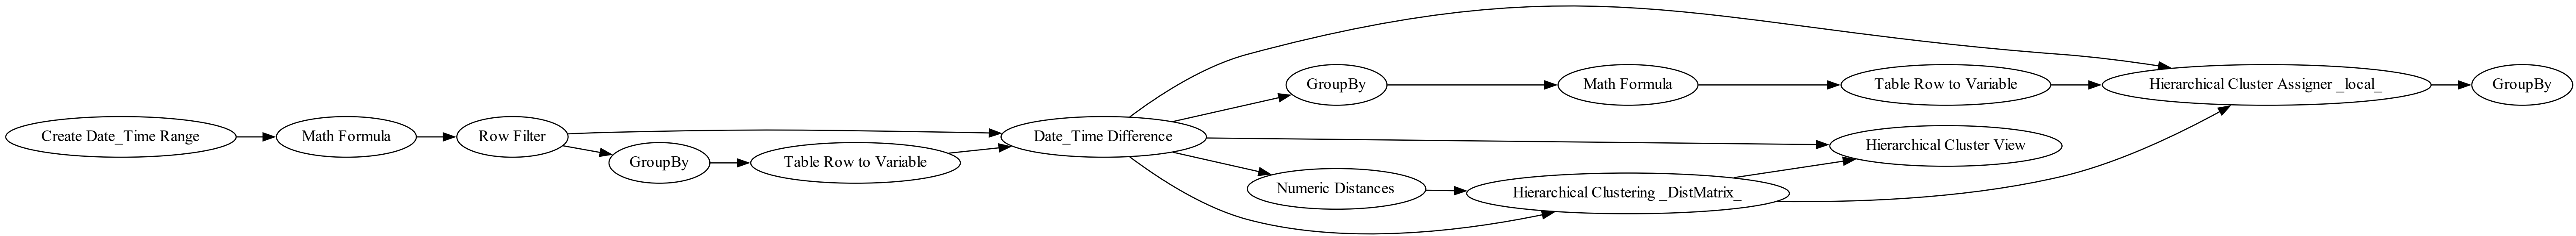 Create Date_Time Range
Math Formula
Row Filter
GroupBy
Table Row to Variable
Date_Time Difference
GroupBy
Math Formula
Table Row to Variable
Hierarchical Cluster Assigner _local_
GroupBy
Hierarchical Cluster View
Numeric Distances
Hierarchical Clustering _DistMatrix_